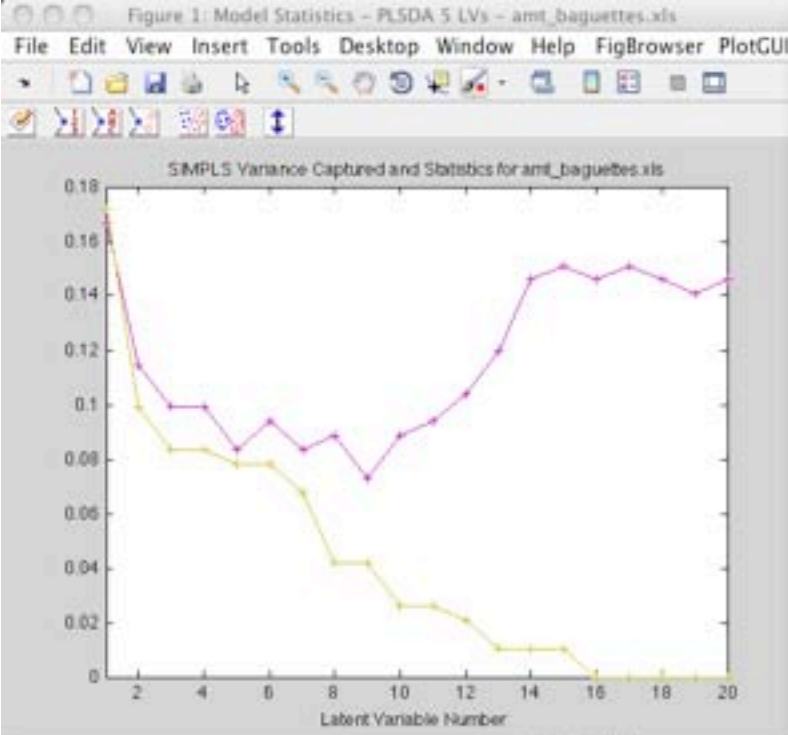 Figure 1: Model Statistics – PLSDA 5 LVs – amt_baguettes.xls
File Edit View Insert Tools Desktop Window Help FigBrowser PlotGUI
SIMPLS Variance Captured and Statistics for amt_baguettes.xls
0.18
0.16
0.14
0.12
0.1
0.08
0.06
0.04
0.02
0
2 4 6 8 10 12 14 16 18 20
Latent Variable Number